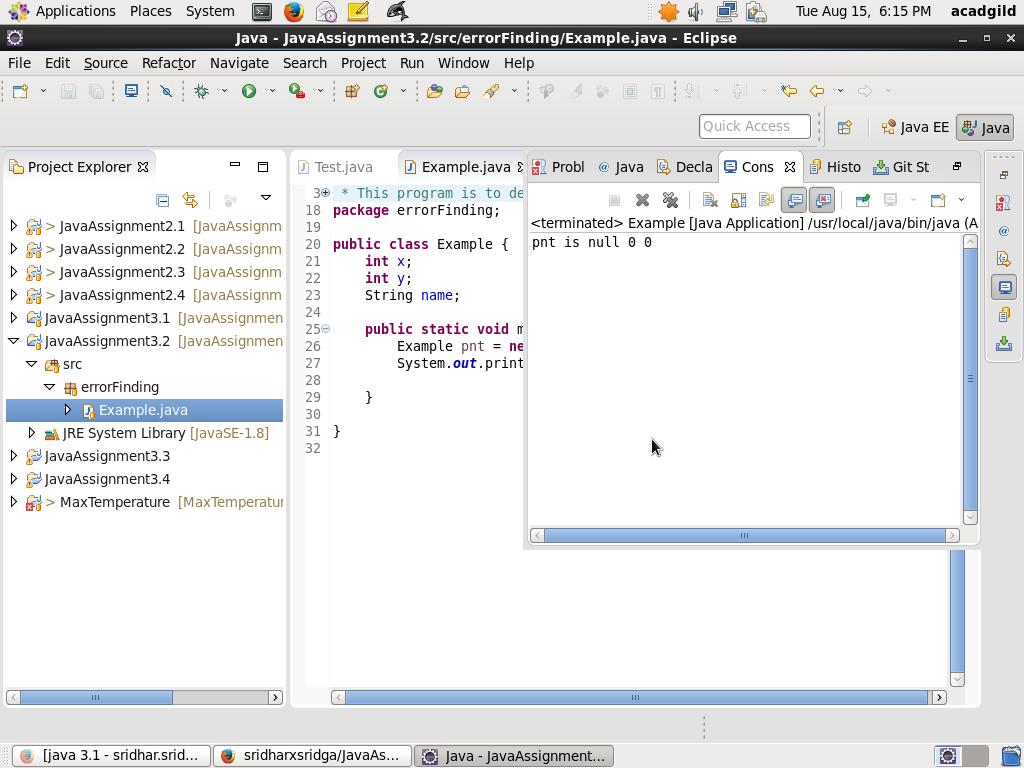 Applications Places System Tue Aug 15, 6:15 PM acadgild
Java - JavaAssignment3.2/src/errorFinding/Example.java - Eclipse
File Edit Source Refactor Navigate Search Project Run Window Help
Quick Access Java EE Java
Project Explorer
> JavaAssignment2.1 [JavaAssignm
> JavaAssignment2.2 [JavaAssignm
> JavaAssignment2.3 [JavaAssignm
> JavaAssignment2.4 [JavaAssignm
JavaAssignment3.1 [JavaAssignmen
JavaAssignment3.2 [JavaAssignmen
src
errorFinding
Example.java
JRE System Library [JavaSE-1.8]
JavaAssignment3.3
JavaAssignment3.4
> MaxTemperature [MaxTemperatur
Test.java Example.java
3 * This program is to de
18 package errorFinding;
19
20 public class Example {
21 int x;
22 int y;
23 String name;
24
25 public static void m
26 Example pnt = ne
27 System.out.print
28
29 }
30
31 }
32
Probl Java Decla Cons Histo Git St
<terminated> Example [Java Application] /usr/local/java/bin/java (A
pnt is null 0 0
[java 3.1 - sridhar.srid... sridharxsridga/JavaAs... Java - JavaAssignment...